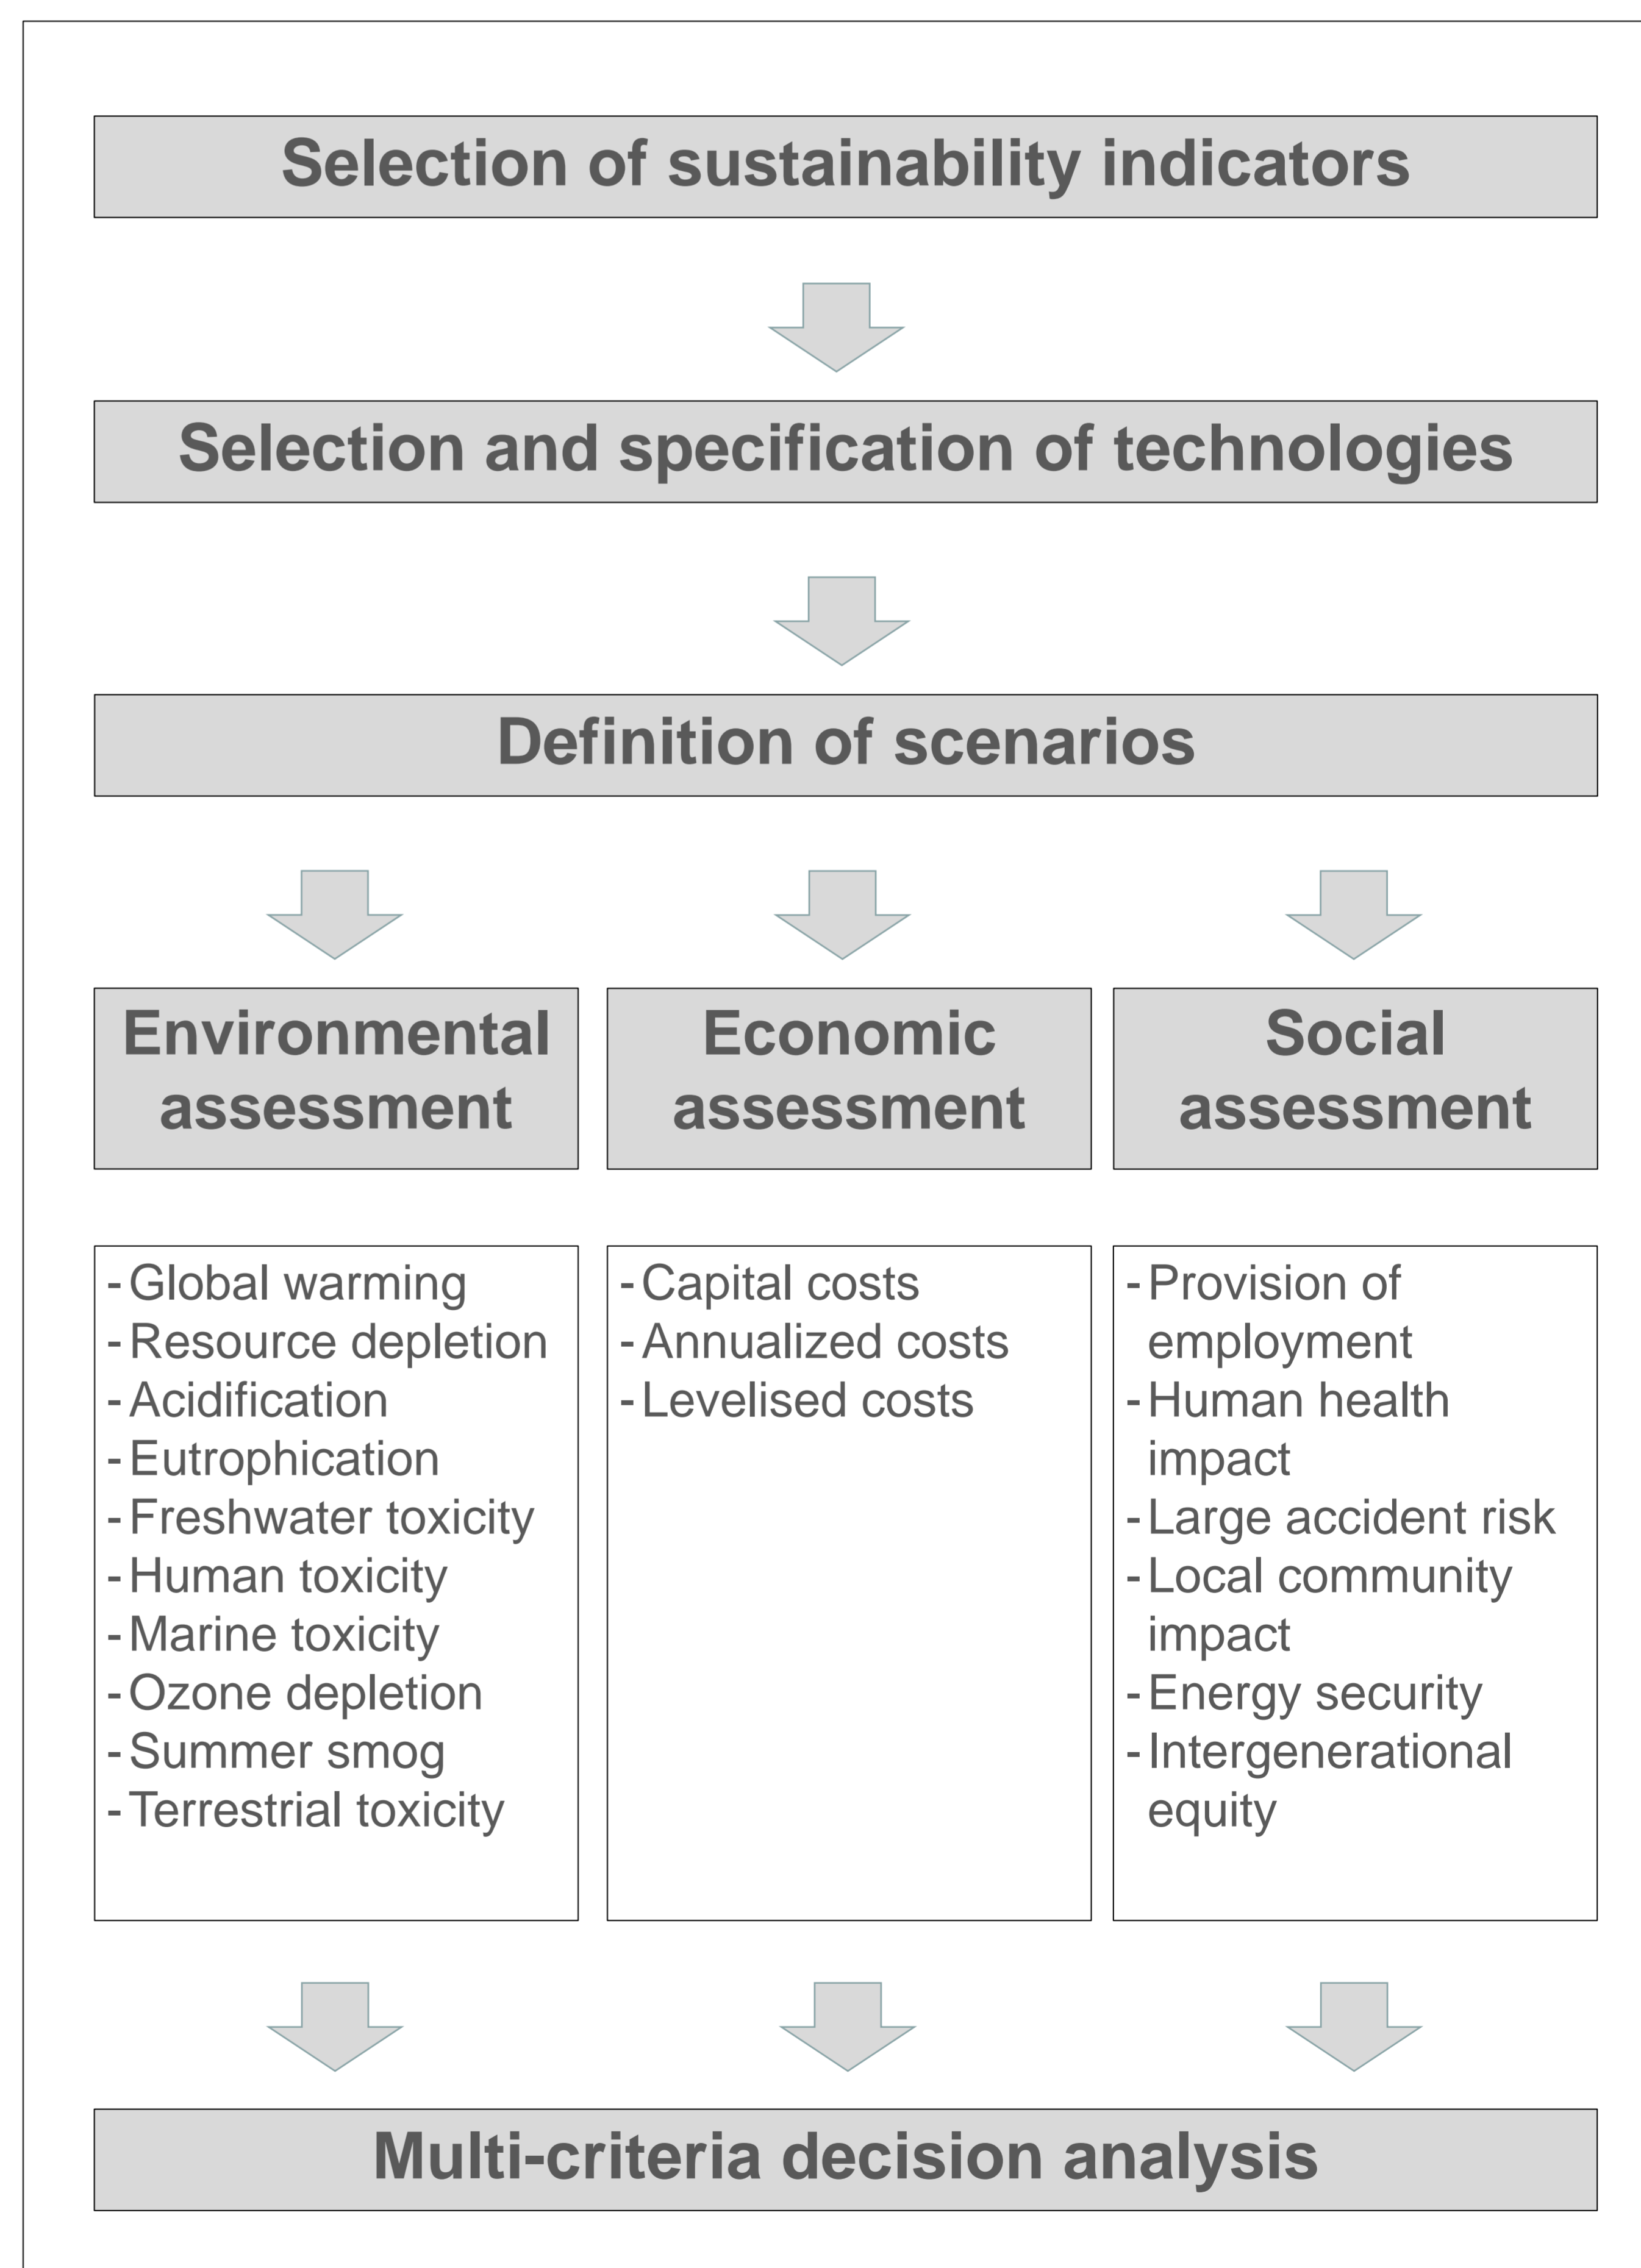 Selection of sustainability indicators
Selection and specification of technologies
Definition of scenarios
Environmental
assessment
Economic
assessment
Social
assessment
- Global warming
- Resource depletion
- Acidification
- Eutrophication
- Freshwater toxicity
- Human toxicity
- Marine toxicity
- Ozone depletion
- Summer smog
- Terrestrial toxicity
- Capital costs
- Annualized costs
- Levelised costs
- Provision of
employment
- Human health
impact
- Large accident risk
- Local community
impact
- Energy security
- Intergenerational
equity
Multi-criteria decision analysis